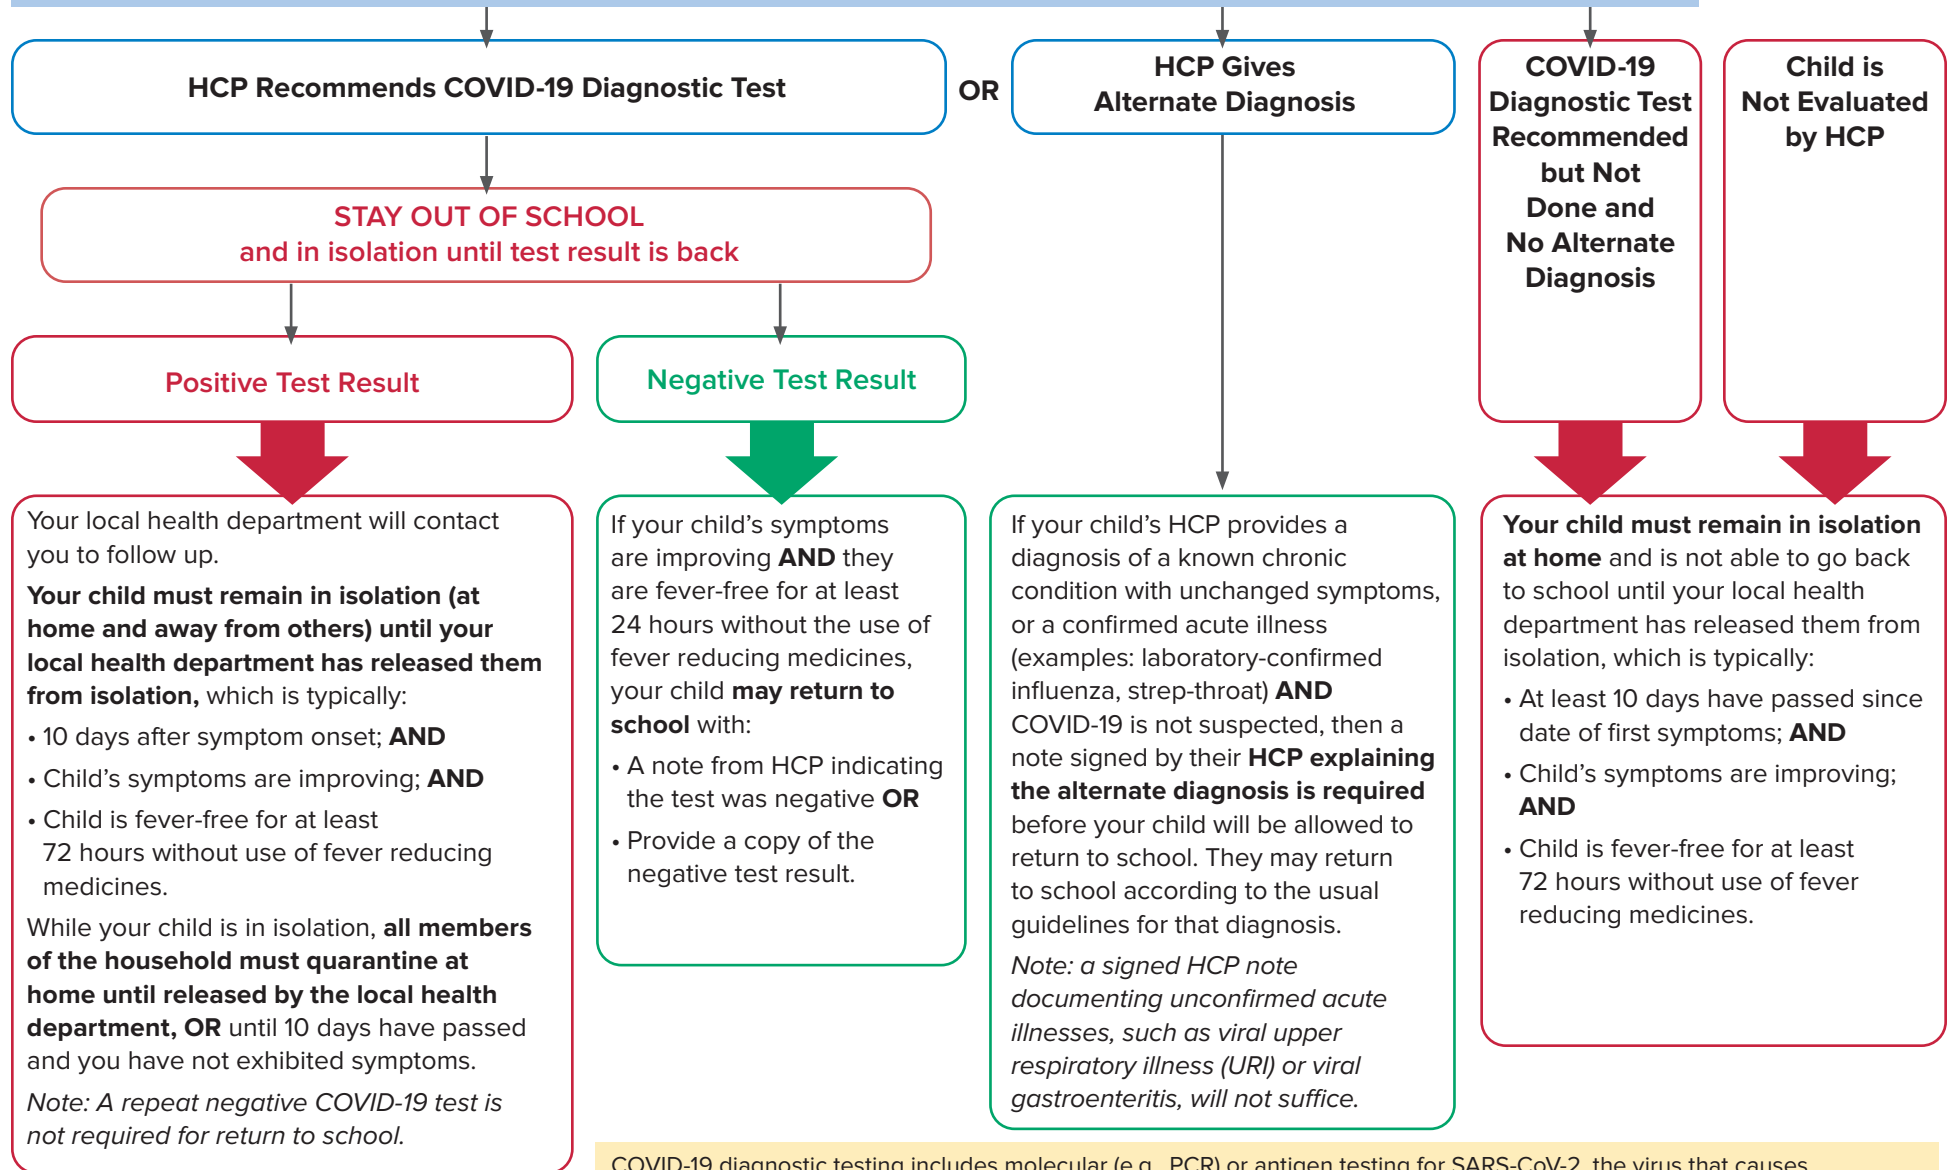 HCP Recommends COVID-19 Diagnostic Test
OR
HCP Gives
Alternate Diagnosis
COVID-19
Diagnostic Test
Recommended
but Not
Done and
No Alternate
Diagnosis
Child is
Not Evaluated
by HCP
STAY OUT OF SCHOOL
and in isolation until test result is back
Positive Test Result
Negative Test Result
Your local health department will contact
you to follow up.
Your child must remain in isolation (at
home and away from others) until your
local health department has released them
from isolation, which is typically:
• 10 days after symptom onset; AND
• Child's symptoms are improving; AND
• Child is fever-free for at least
72 hours without use of fever reducing
medicines.
While your child is in isolation, all members
of the household must quarantine at
home until released by the local health
department, OR until 10 days have passed
and you have not exhibited symptoms.
Note: A repeat negative COVID-19 test is
not required for return to school.
If your child's symptoms
are improving AND they
are fever-free for at least
24 hours without the use of
fever reducing medicines,
your child may return to
school with:
• A note from HCP indicating
the test was negative OR
• Provide a copy of the
negative test result.
If your child's HCP provides a
diagnosis of a known chronic
condition with unchanged symptoms,
or a confirmed acute illness
(examples: laboratory-confirmed
influenza, strep-throat) AND
COVID-19 is not suspected, then a
note signed by their HCP explaining
the alternate diagnosis is required
before your child will be allowed to
return to school. They may return
to school according to the usual
guidelines for that diagnosis.
Note: a signed HCP note
documenting unconfirmed acute
illnesses, such as viral upper
respiratory illness (URI) or viral
gastroenteritis, will not suffice.
Your child must remain in isolation
at home and is not able to go back
to school until your local health
department has released them from
isolation, which is typically:
• At least 10 days have passed since
date of first symptoms; AND
• Child's symptoms are improving;
AND
• Child is fever-free for at least
72 hours without use of fever
reducing medicines.
COVID-19 diagnostic testing includes molecular (e.g., PCR) or antigen testing for SARS-CoV-2, the virus that causes